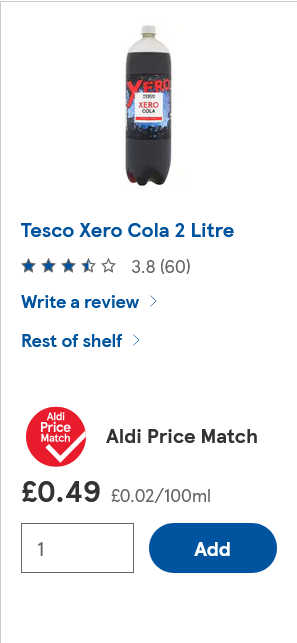 XERO
TESCO
XERO
COLA
Tesco Xero Cola 2 Litre
3.8 (60)
Write a review
Rest of shelf
Aldi
Price
Match
Aldi Price Match
£0.49 £0.02/100ml
1
Add